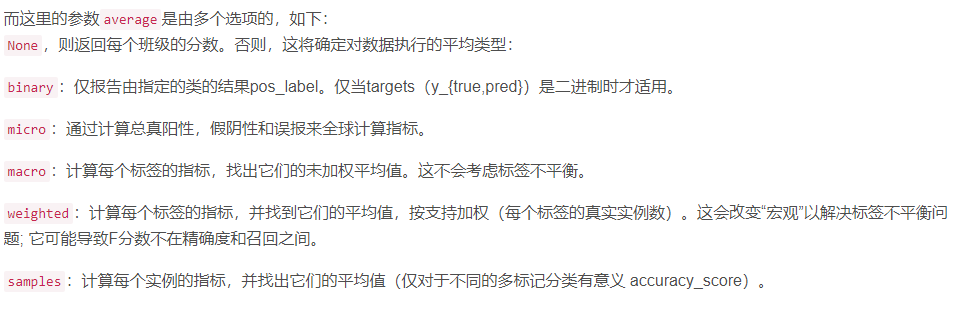 而这里的参数average是由多个选项的，如下：
None，则返回每个班级的分数。否则，这将确定对数据执行的平均类型：
binary：仅报告由指定的类的结果pos_label。仅当targets（y_{true,pred}）是二进制时才适用。
micro：通过计算总真阳性，假阴性和误报来全球计算指标。
macro：计算每个标签的指标，找出它们的未加权平均值。这不会考虑标签不平衡。
weighted：计算每个标签的指标，并找到它们的平均值，按支持加权（每个标签的真实实例数）。这会改变“宏观”以解决标签不平衡问
题; 它可能导致F分数不在精确度和召回之间。
samples：计算每个实例的指标，并找出它们的平均值（仅对于不同的多标记分类有意义 accuracy_score）。